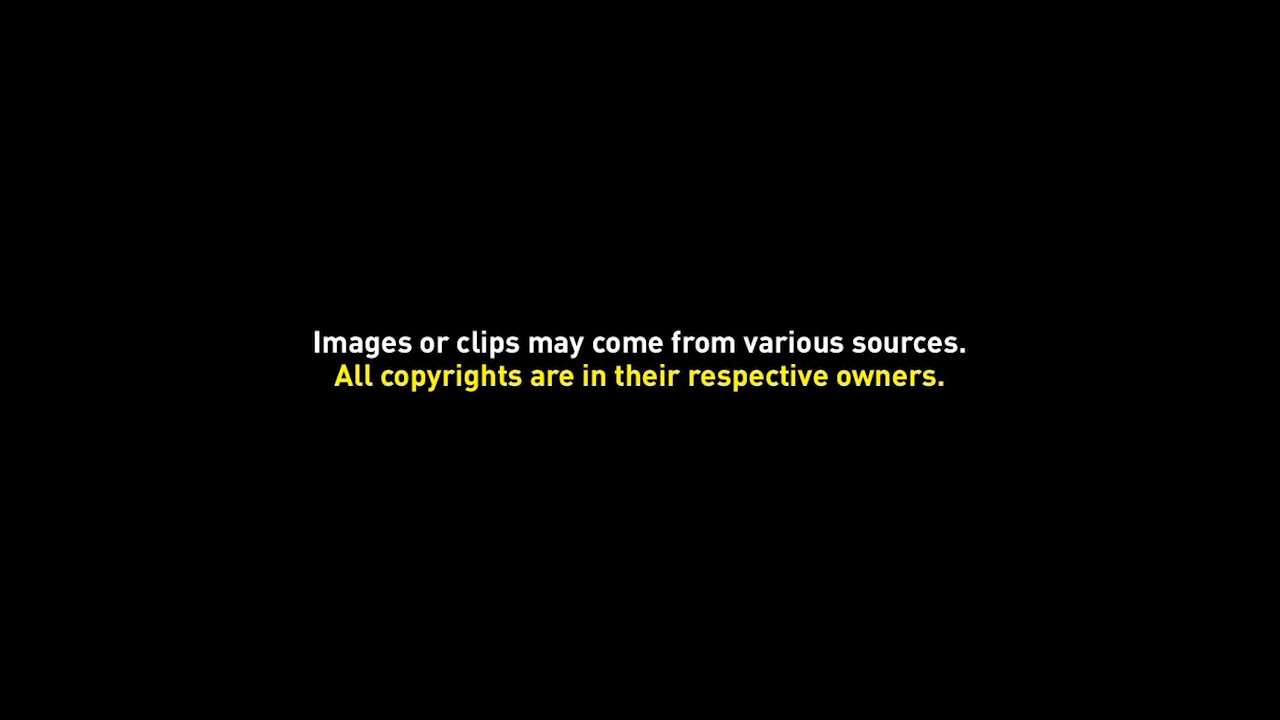 Images or clips may come from various sources.
All copyrights are in their respective owners.